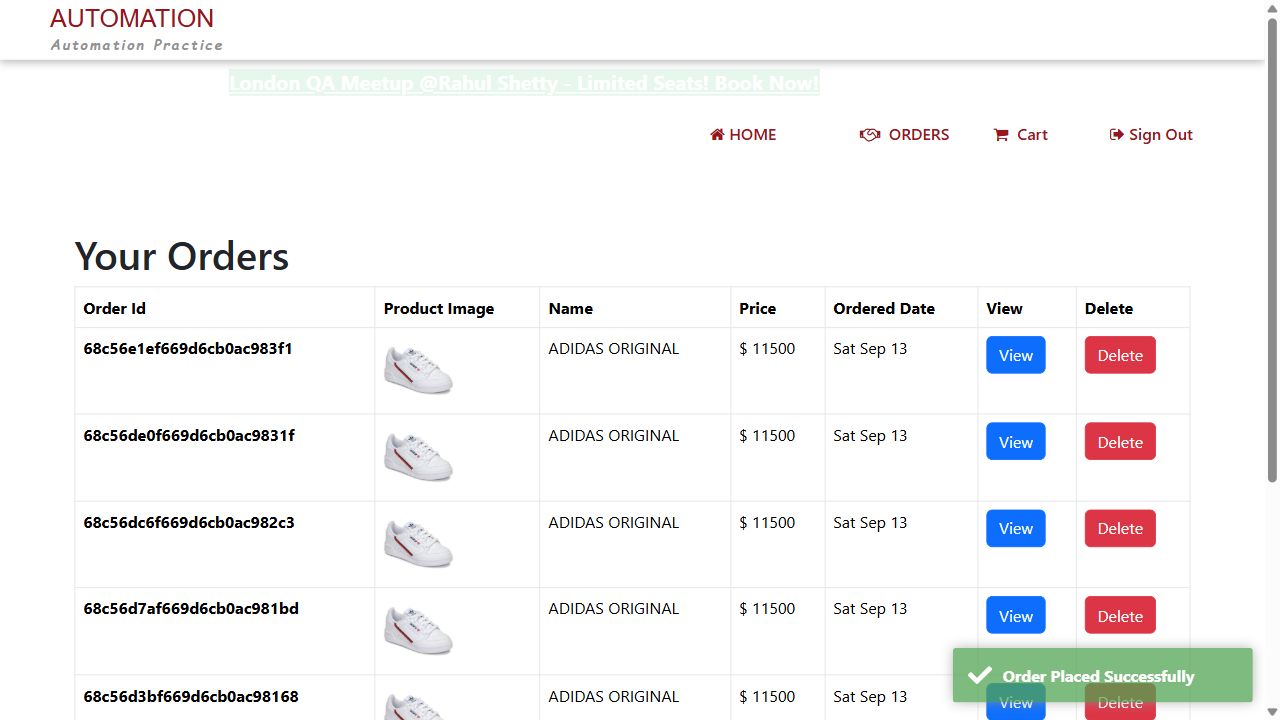 AUTOMATION
Automation Practice
London QA Meetup @Rahul Shetty - Limited Seats! Book Now!
HOME ORDERS Cart Sign Out
Your Orders
Order Id Product Image Name Price Ordered Date View Delete
68c56e1ef669d6cb0ac983f1 ADIDAS ORIGINAL $ 11500 Sat Sep 13 View Delete
68c56de0f669d6cb0ac9831f ADIDAS ORIGINAL $ 11500 Sat Sep 13 View Delete
68c56dc6f669d6cb0ac982c3 ADIDAS ORIGINAL $ 11500 Sat Sep 13 View Delete
68c56d7af669d6cb0ac981bd ADIDAS ORIGINAL $ 11500 Sat Sep 13 View Delete
Order Placed Successfully
68c56d3bf669d6cb0ac98168 ADIDAS ORIGINAL $ 11500 Sat Sep 13 View Delete